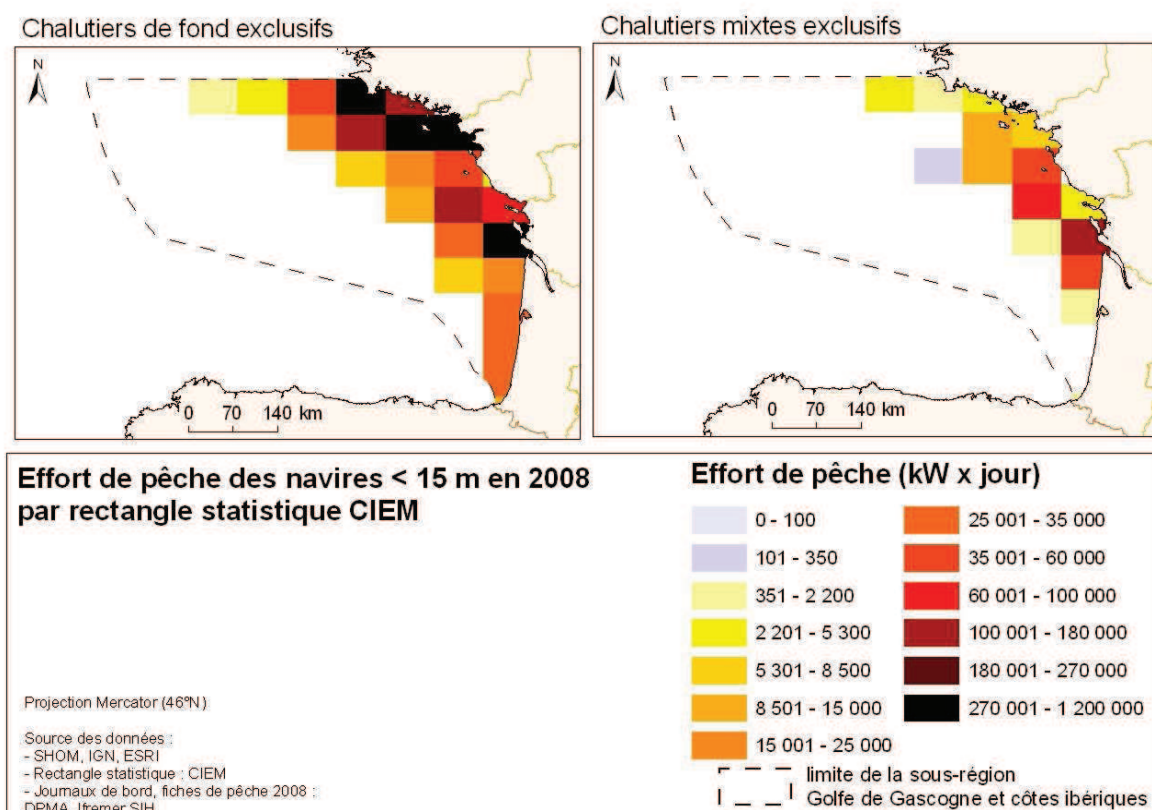 Chalutiers de fond exclusifs
Chalutiers mixtes exclusifs
N
0 70 140 km
N
0 70 140 km
Effort de pêche des navires < 15 m en 2008
par rectangle statistique CIEM
Projection Mercator (46°N)
Source des données :
- SHOM, IGN, ESRI
- Rectangle statistique : CIEM
- Journaux de bord, fiches de pêche 2008 :
DPMA, Ifremer SIH
Effort de pêche (kW x jour)
0 - 100
101 - 350
351 - 2 200
2 201 - 5 300
5 301 - 8 500
8 501 - 15 000
15 001 - 25 000
25 001 - 35 000
35 001 - 60 000
60 001 - 100 000
100 001 - 180 000
180 001 - 270 000
270 001 - 1 200 000
limite de la sous-région
Golfe de Gascogne et côtes ibériques